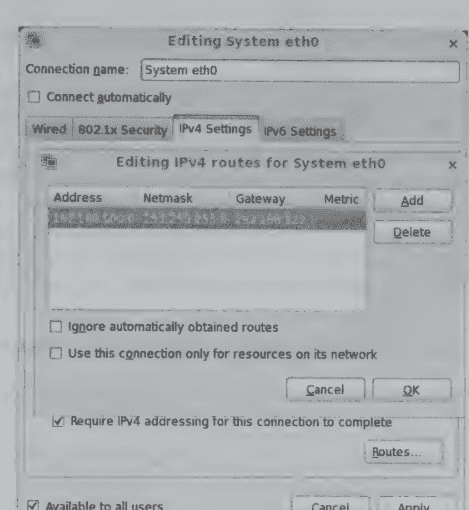 Editing System eth0
Connection name: System eth0
Connect automatically
Wired 802.1x Security IPv4 Settings IPv6 Settings
Editing IPv4 routes for System eth0
Address Netmask Gateway Metric Add
Delete
Ignore automatically obtained routes
Use this connection only for resources on its network
Cancel OK
Require IPv4 addressing for this connection to complete
Routes...
Available to all users Cancel Apply